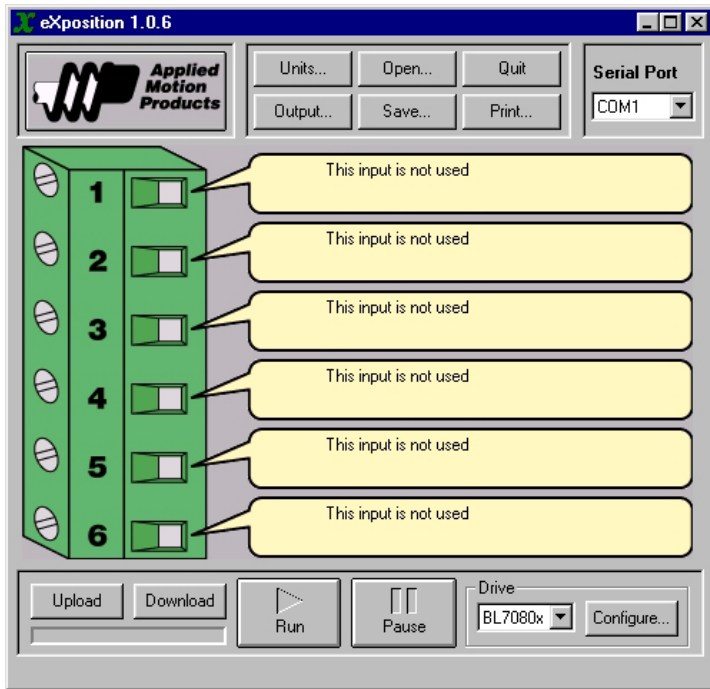 eXposition 1.0.6
Applied
Motion
Products
Units...
Open...
Quit
Output...
Save...
Print...
Serial Port
COM1
1
This input is not used
2
This input is not used
3
This input is not used
4
This input is not used
5
This input is not used
6
This input is not used
Upload
Download
Run
Pause
Drive
BL7080x
Configure...